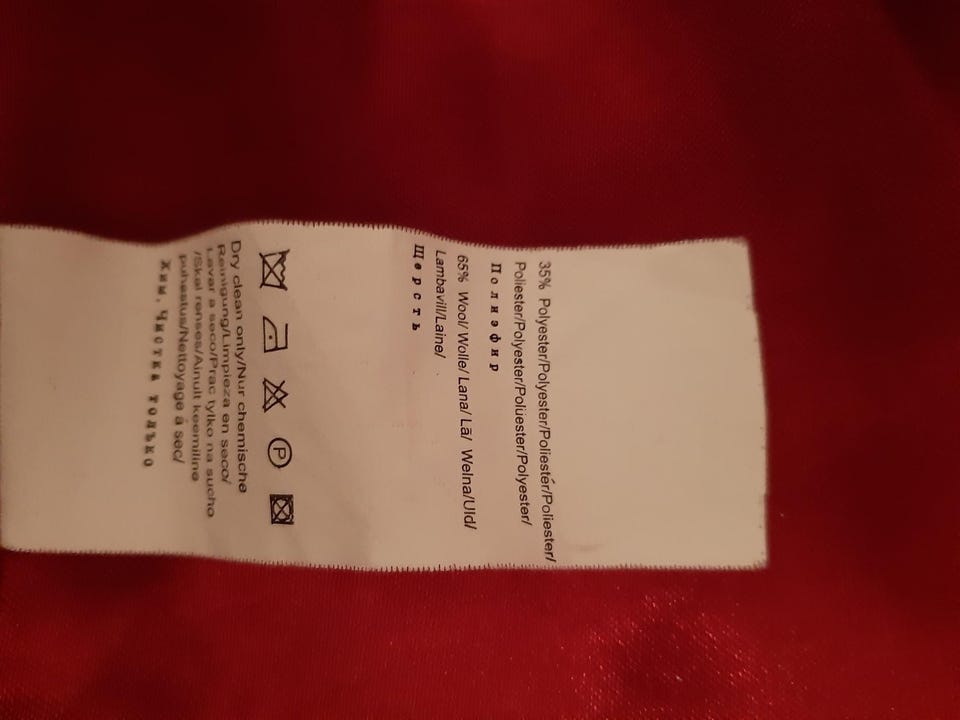 35% Polyester/Polyester/Poliestér/Poliester/
Poliester/Polyester/Polüester/Polyester/
Полиэфир
65% Wool/ Wolle/ Lana/ Lã/ Welna/Uld/
Lambavill/Laine/
Шерсть
P
Dry clean only/Nur chemische
Reinigung/Limpieza en seco/
Lavar a seco/Prac tylko na sucho
/Skal renses/Ainult keemiline
puhestus/Nettoyage à sec/
Хим. Чистка только